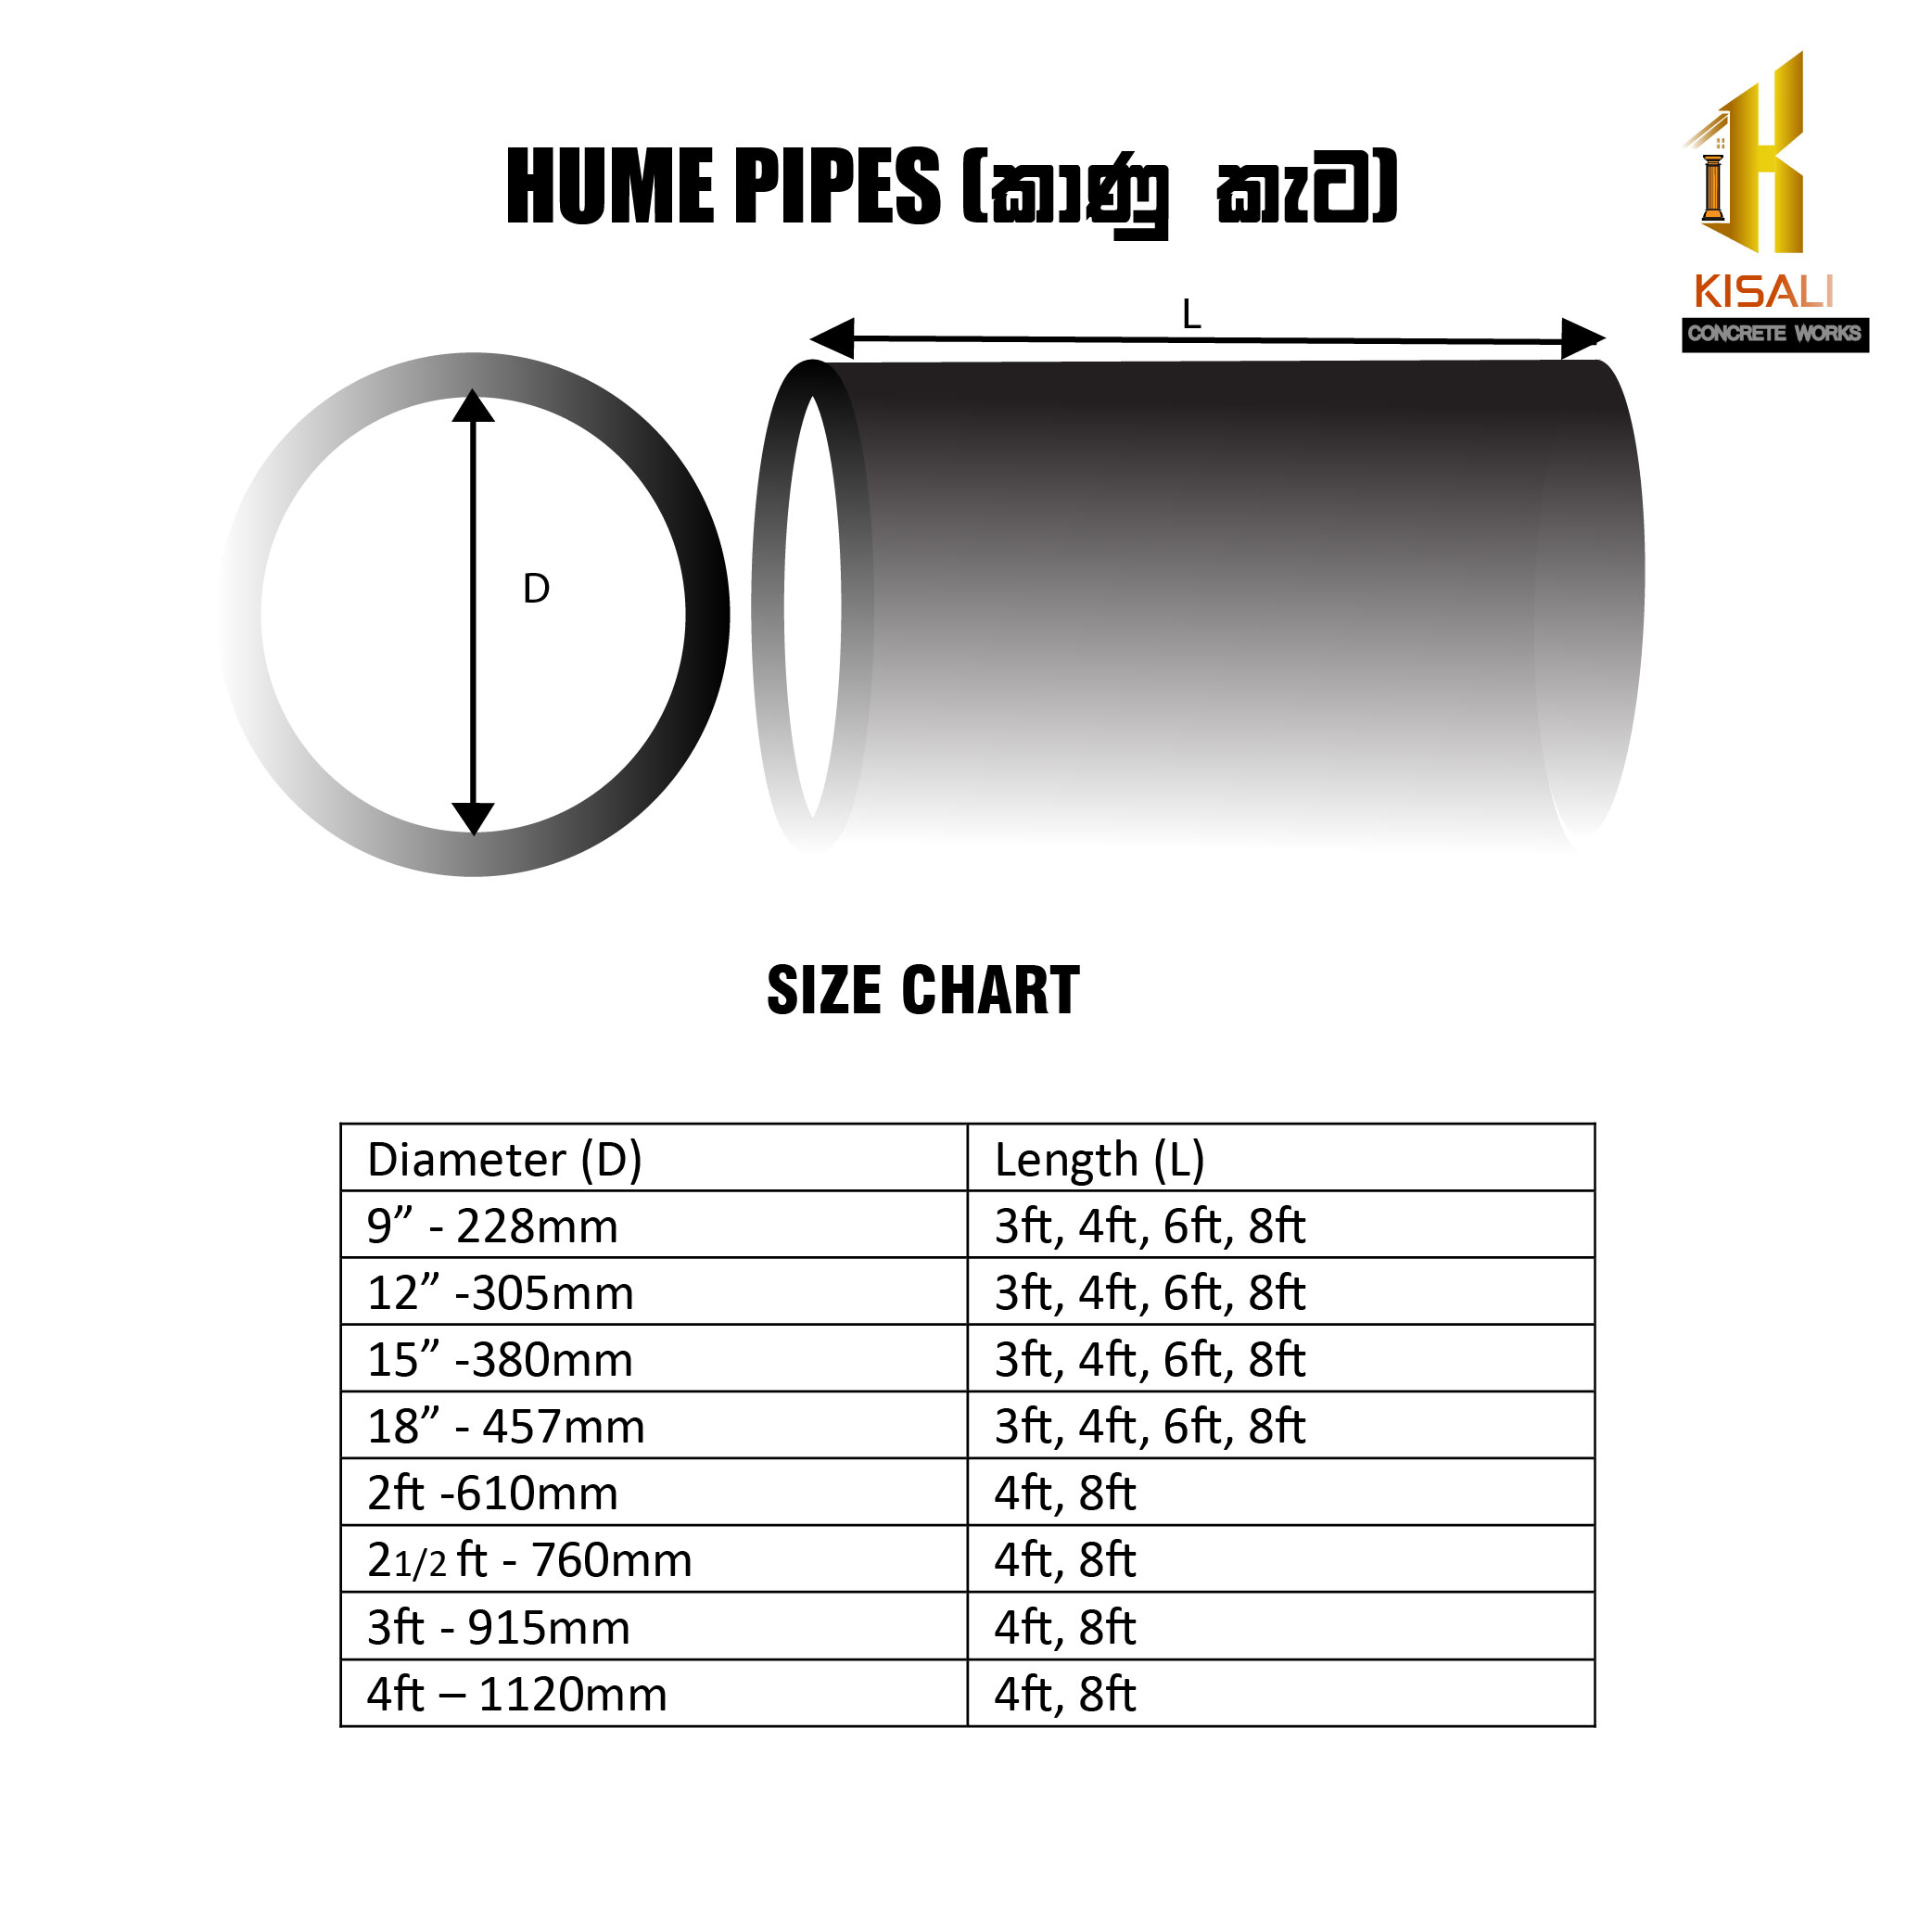 HUME PIPES (කාණු කැට)
KISALI
CONCRETE WORKS
L
D
SIZE CHART
Diameter (D) Length (L)
9” - 228mm 3ft, 4ft, 6ft, 8ft
12” -305mm 3ft, 4ft, 6ft, 8ft
15” -380mm 3ft, 4ft, 6ft, 8ft
18” - 457mm 3ft, 4ft, 6ft, 8ft
2ft -610mm 4ft, 8ft
21/2 ft - 760mm 4ft, 8ft
3ft - 915mm 4ft, 8ft
4ft – 1120mm 4ft, 8ft